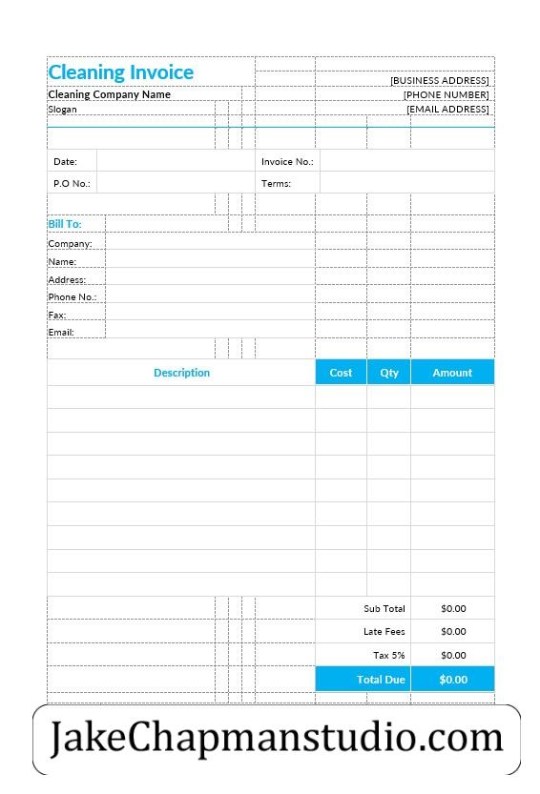 Cleaning Invoice
[BUSINESS ADDRESS]
Cleaning Company Name
[PHONE NUMBER]
Slogan
[EMAIL ADDRESS]
Date:
Invoice No.:
P.O No.:
Terms:
Bill To:
Company:
Name:
Address:
Phone No.:
Fax:
Email:
Description Cost Qty Amount
Sub Total $0.00
Late Fees $0.00
Tax 5% $0.00
Total Due $0.00
JakeChapmanstudio.com